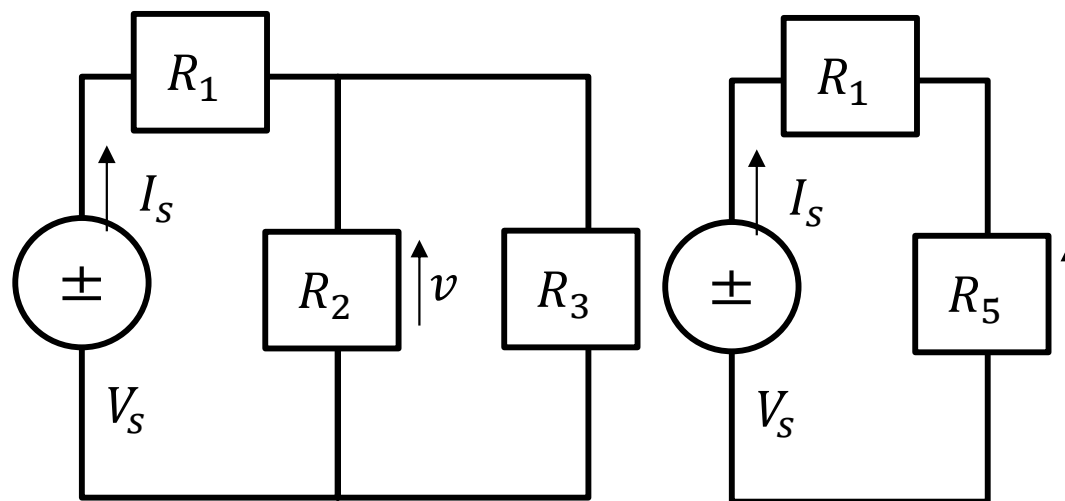 R₁
R₁
Iₛ
Iₛ
±
R₂
v
R₃
±
R₅
Vₛ
Vₛ